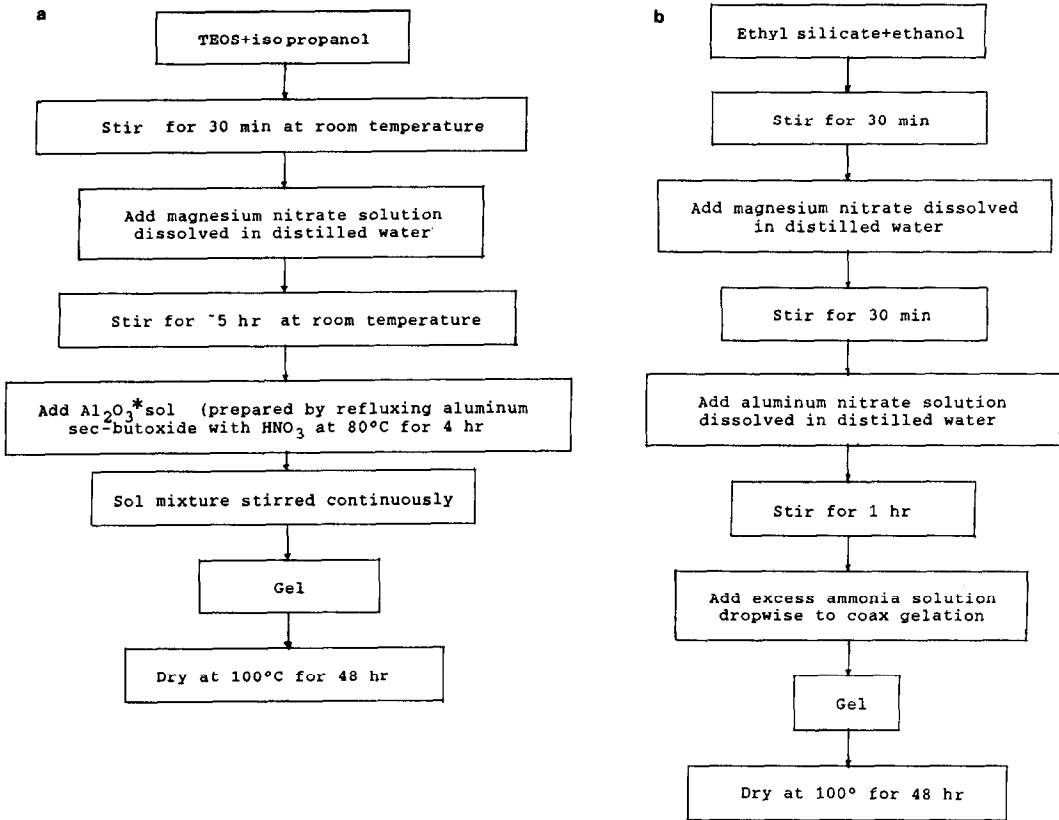 a
TEOS+isopropanol
Stir for 30 min at room temperature
Add magnesium nitrate solution
dissolved in distilled water
Stir for ~5 hr at room temperature
Add Al2O3*sol (prepared by refluxing aluminum
sec-butoxide with HNO3 at 80°C for 4 hr
Sol mixture stirred continuously
Gel
Dry at 100°C for 48 hr
b
Ethyl silicate+ethanol
Stir for 30 min
Add magnesium nitrate dissolved
in distilled water
Stir for 30 min
Add aluminum nitrate solution
dissolved in distilled water
Stir for 1 hr
Add excess ammonia solution
dropwise to coax gelation
Gel
Dry at 100° for 48 hr